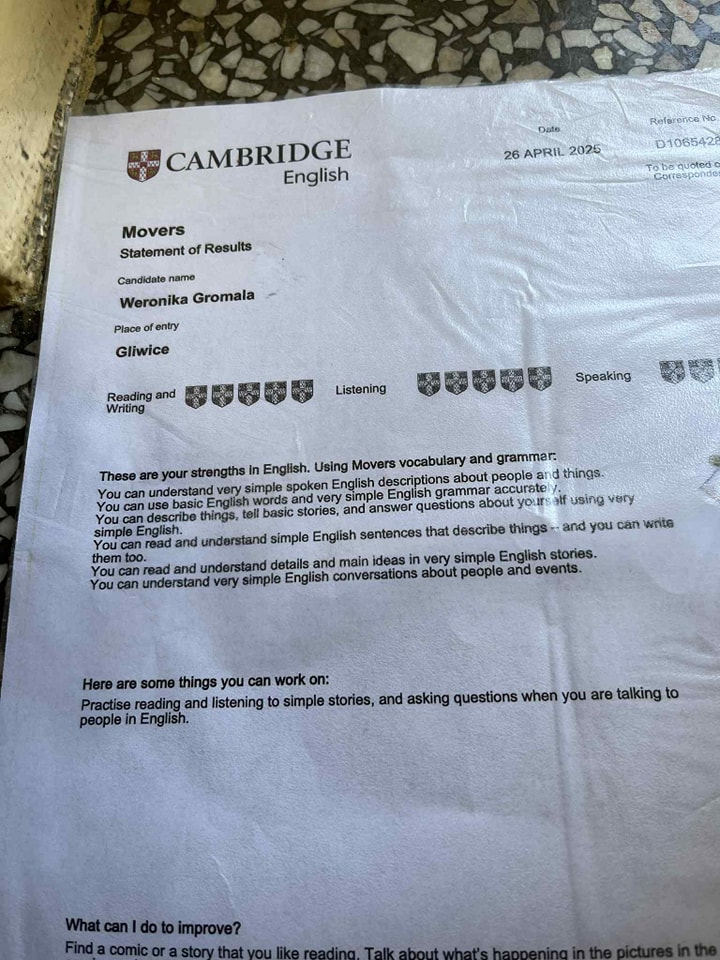 CAMBRIDGE
English
Date
26 APRIL 2025
Reference No.
D1065428
To be quoted
Movers
Statement of Results
Candidate name
Weronika Gromala
Place of entry
Gliwice
Reading and
Writing
Listening
Speaking
These are your strengths in English. Using Movers vocabulary and grammar:
You can understand very simple spoken English descriptions about people and things.
You can use basic English words and very simple English grammar accurately.
You can describe things, tell basic stories, and answer questions about yourself using very
simple English.
You can read and understand simple English sentences that describe things -- and you can write
them too.
You can read and understand details and main ideas in very simple English stories.
You can understand very simple English conversations about people and events.
Here are some things you can work on:
Practise reading and listening to simple stories, and asking questions when you are talking to
people in English.
What can I do to improve?
Find a comic or a story that you like reading. Talk about what's happening in the pictures in the